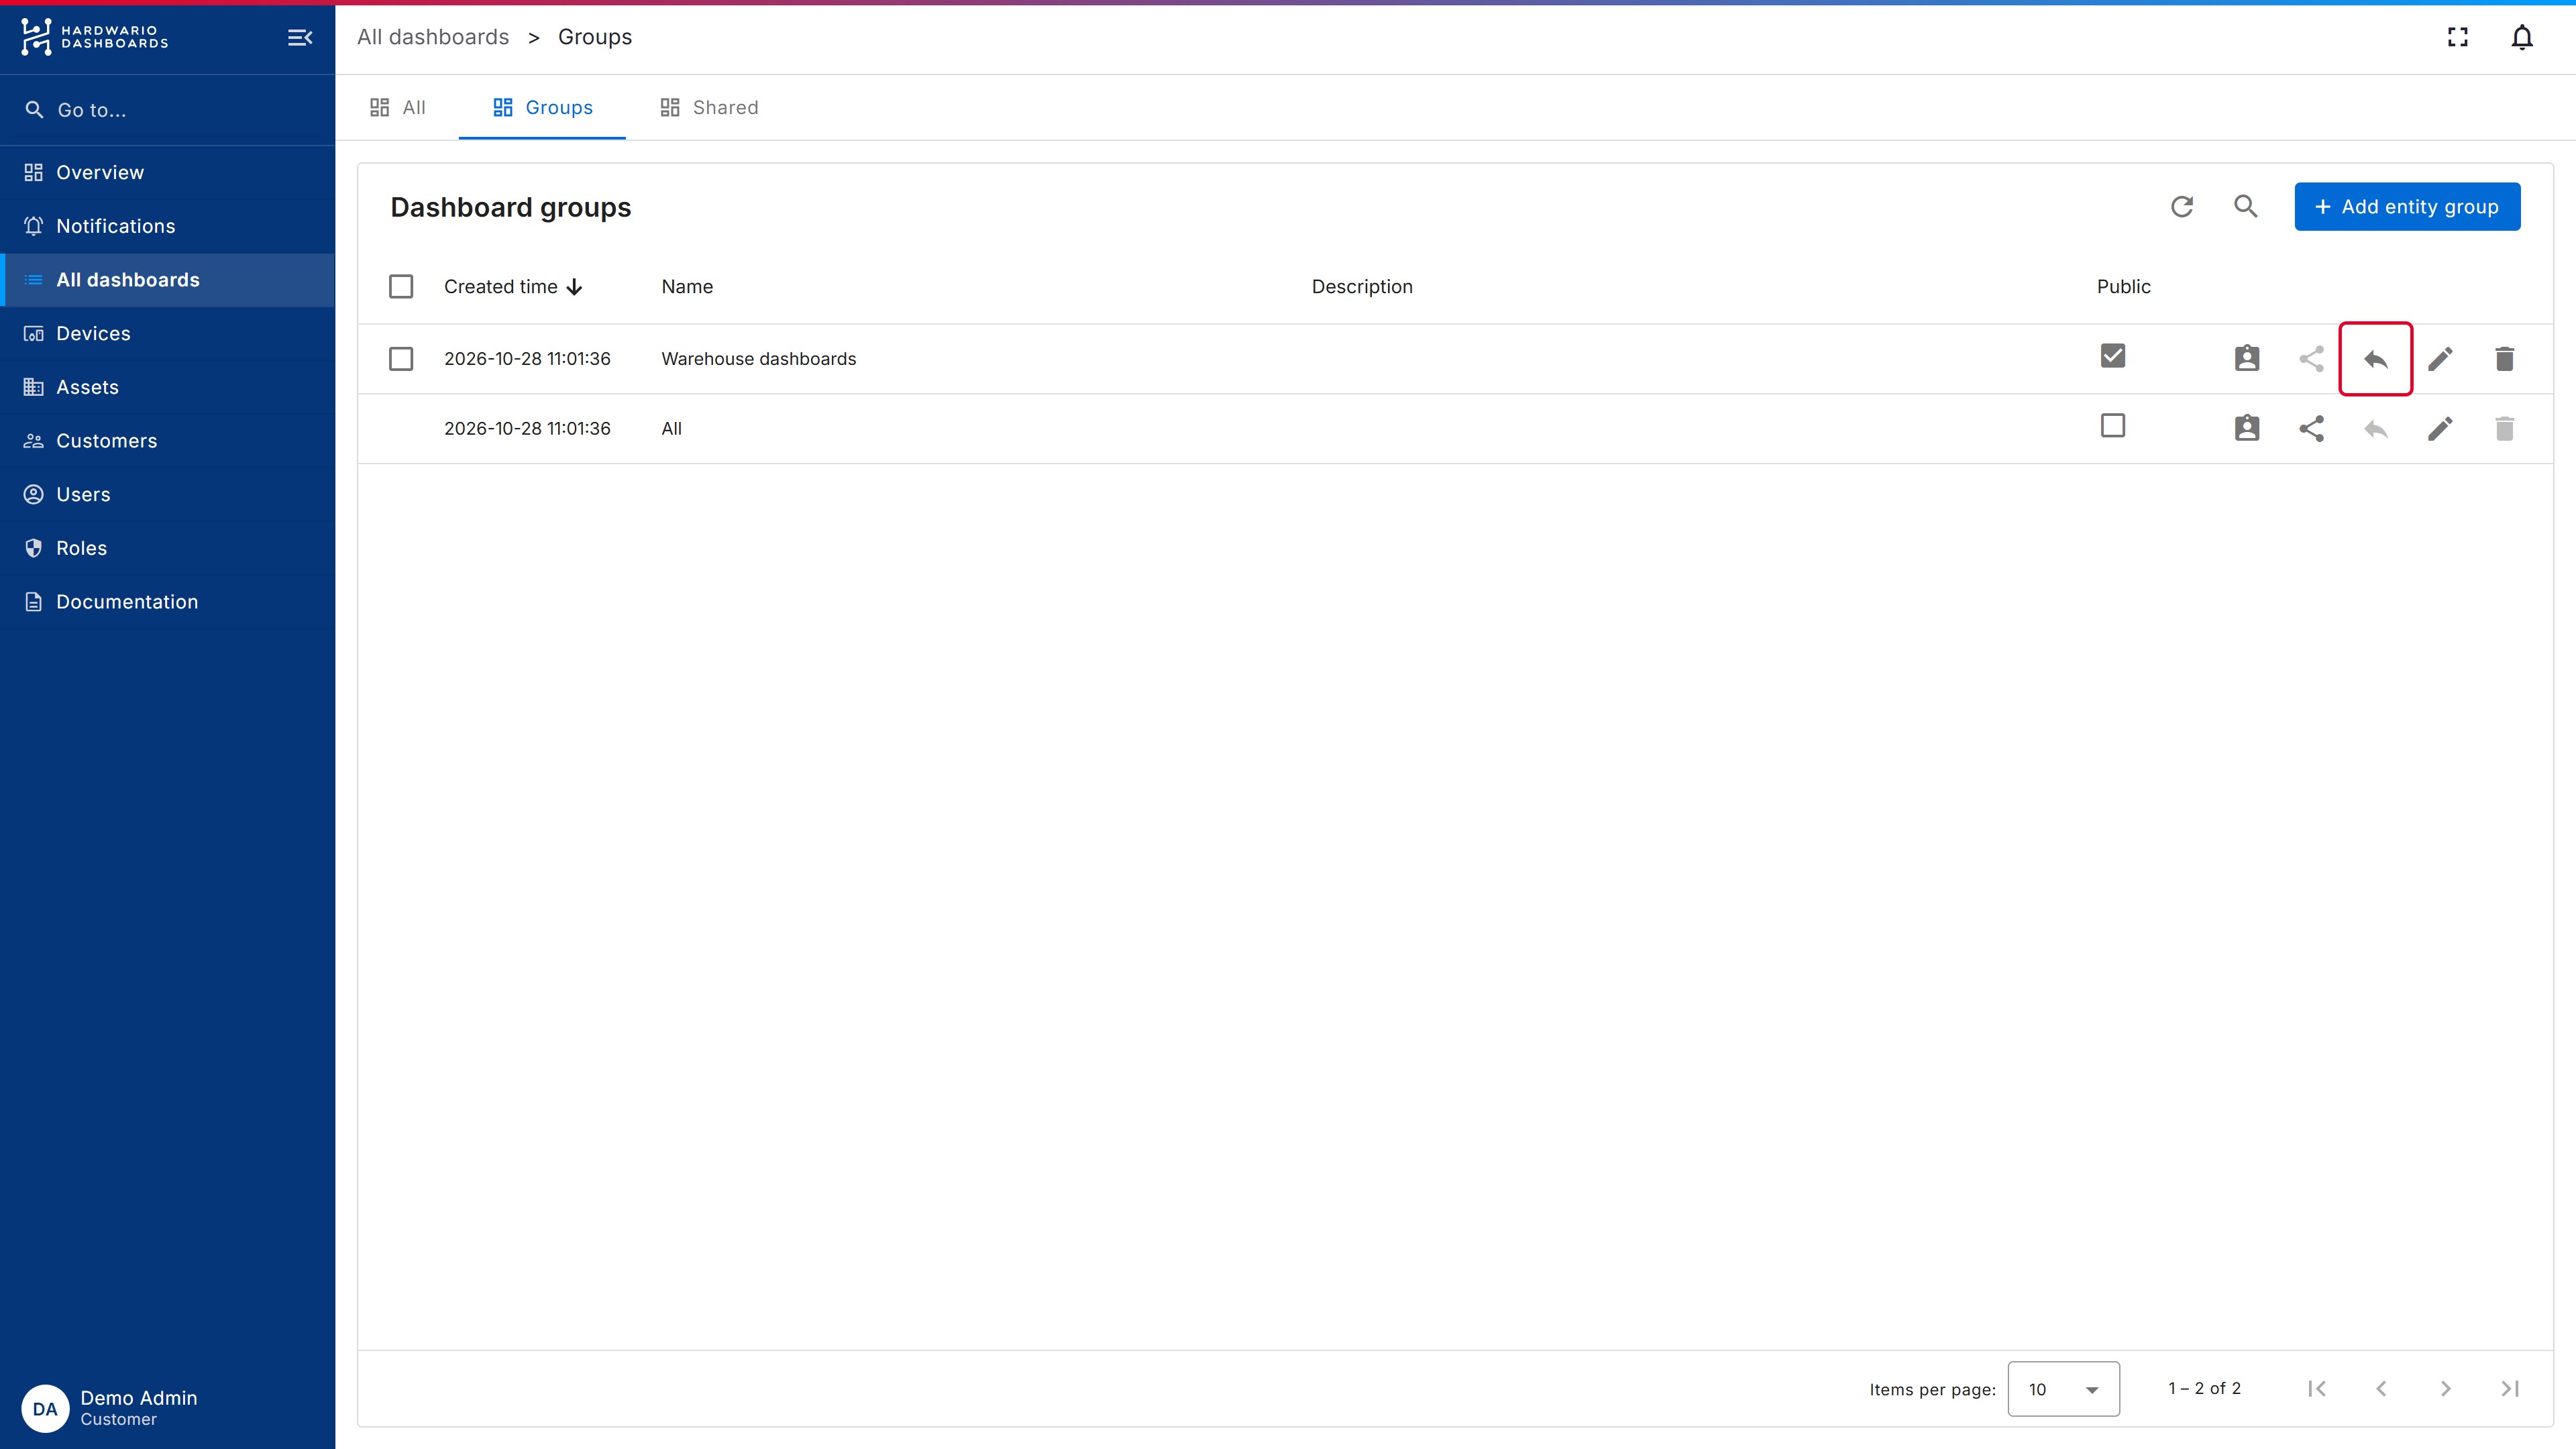 HARDWARIO
DASHBOARDS
All dashboards > Groups
Go to...
All
Groups
Shared
Overview
Notifications
All dashboards
Devices
Assets
Customers
Users
Roles
Documentation
Dashboard groups
+ Add entity group
Created time
Name
Description
Public
2026-10-28 11:01:36
Warehouse dashboards
2026-10-28 11:01:36
All
DA
Demo Admin
Customer
Items per page:
10
1 – 2 of 2